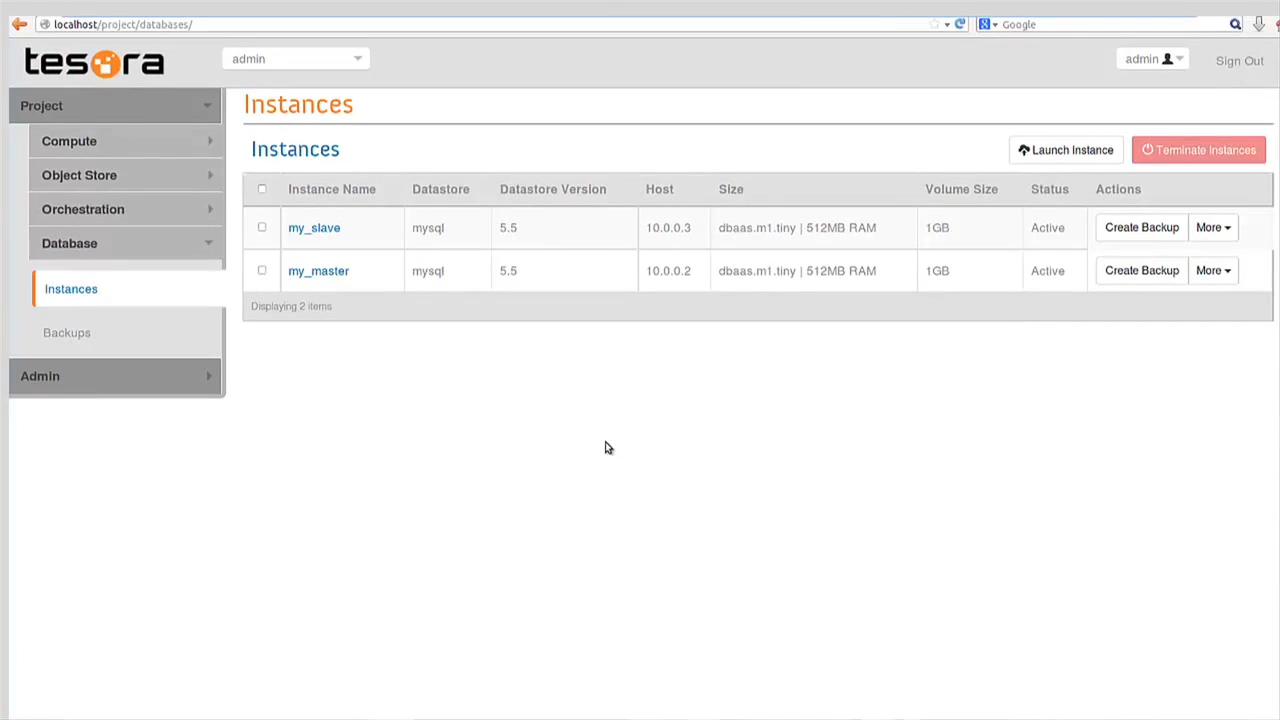 localhost/project/databases/
Google
tesora
admin
admin
Sign Out
Project
Compute
Object Store
Orchestration
Database
Instances
Backups
Admin
Instances
Instances
Launch Instance
Terminate Instances
Instance Name Datastore Datastore Version Host Size Volume Size Status Actions
my_slave mysql 5.5 10.0.0.3 dbaas.m1.tiny | 512MB RAM 1GB Active Create Backup More
my_master mysql 5.5 10.0.0.2 dbaas.m1.tiny | 512MB RAM 1GB Active Create Backup More
Displaying 2 items